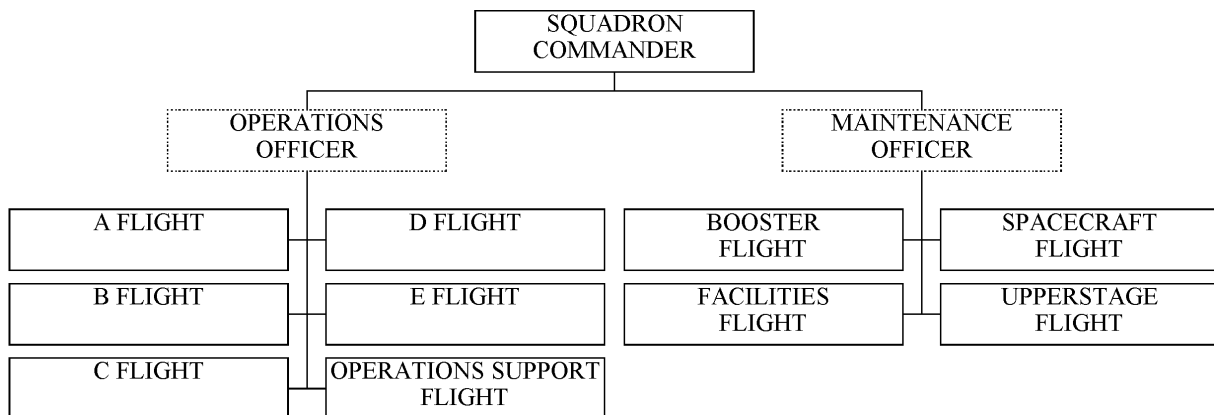 SQUADRON
COMMANDER
OPERATIONS
OFFICER
MAINTENANCE
OFFICER
A FLIGHT
D FLIGHT
BOOSTER
FLIGHT
SPACECRAFT
FLIGHT
B FLIGHT
E FLIGHT
FACILITIES
FLIGHT
UPPERSTAGE
FLIGHT
C FLIGHT
OPERATIONS SUPPORT
FLIGHT